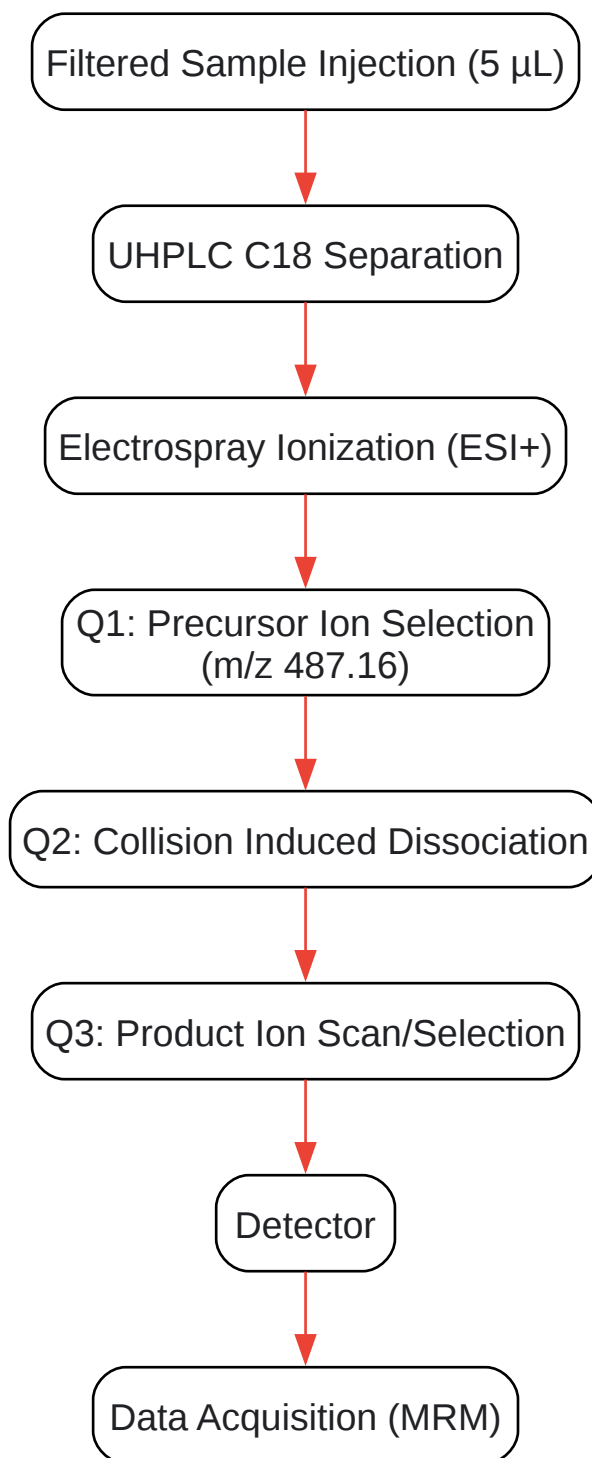 Filtered Sample Injection (5 µL)
UHPLC C18 Separation
Electrospray Ionization (ESI+)
Q1: Precursor Ion Selection
(m/z 487.16)
Q2: Collision Induced Dissociation
Q3: Product Ion Scan/Selection
Detector
Data Acquisition (MRM)